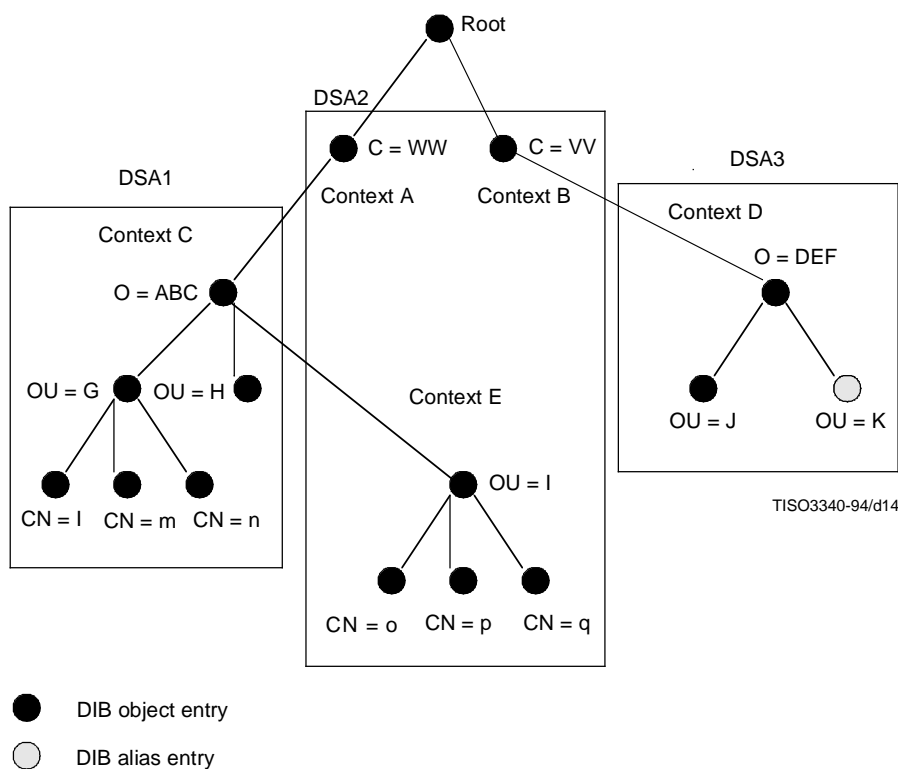 Root
DSA2
C = WW
C = VV
DSA3
DSA1
Context A
Context B
Context D
Context C
O = DEF
O = ABC
OU = G
OU = H
Context E
OU = J
OU = K
OU = I
TISO3340-94/d14
CN = l
CN = m
CN = n
CN = o
CN = p
CN = q
DIB object entry
DIB alias entry